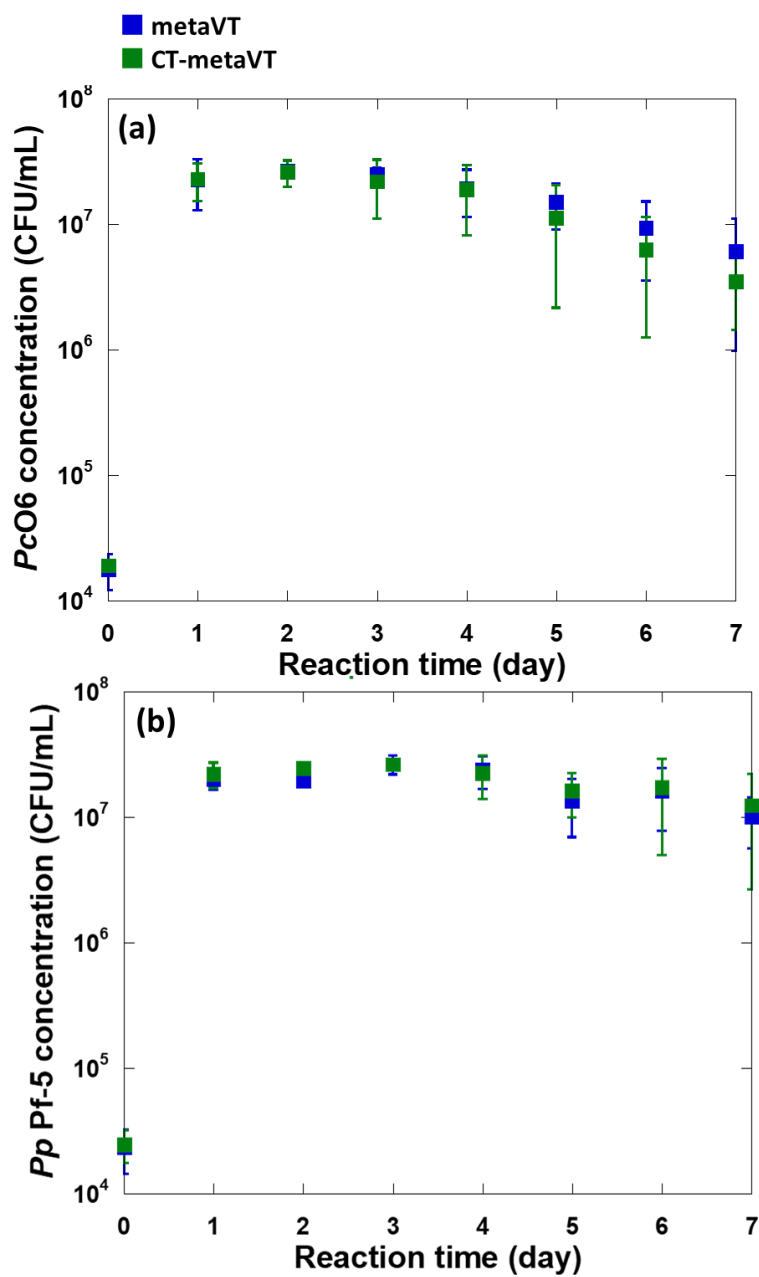 metaVT
CT-metaVT
(a)
10⁸
10⁷
10⁶
10⁵
10⁴
PcO6 concentration (CFU/mL)
0 1 2 3 4 5 6 7
Reaction time (day)
(b)
10⁸
10⁷
10⁶
10⁵
10⁴
Pp Pf-5 concentration (CFU/mL)
0 1 2 3 4 5 6 7
Reaction time (day)